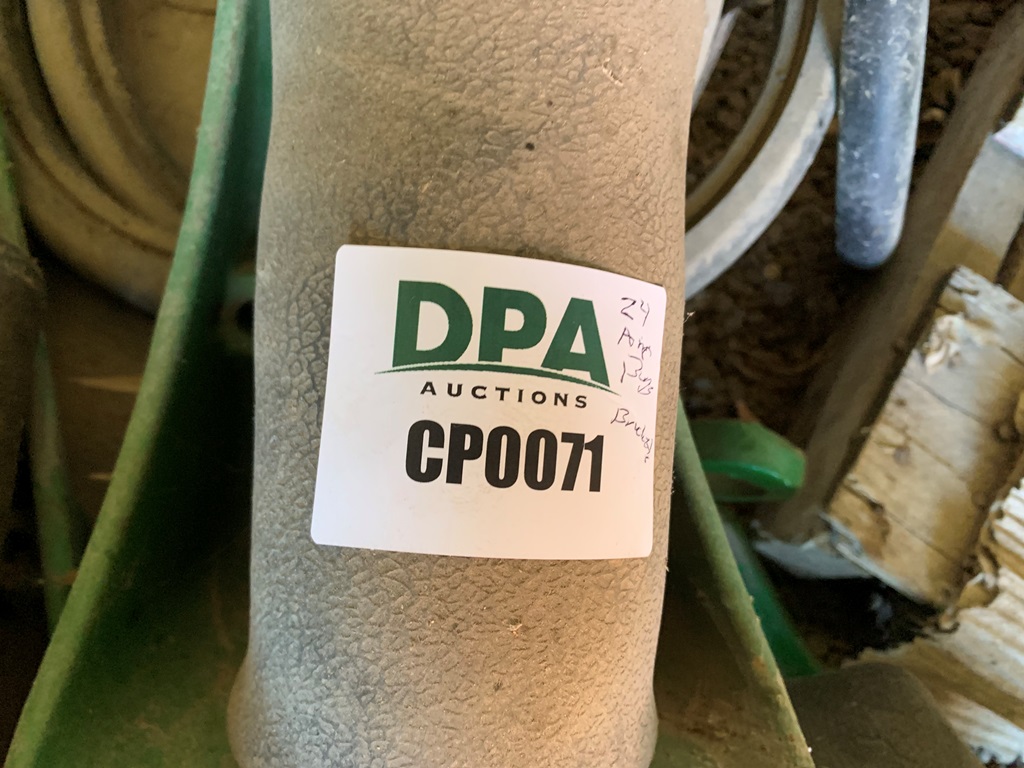 DPA
AUCTIONS
CP0071
24